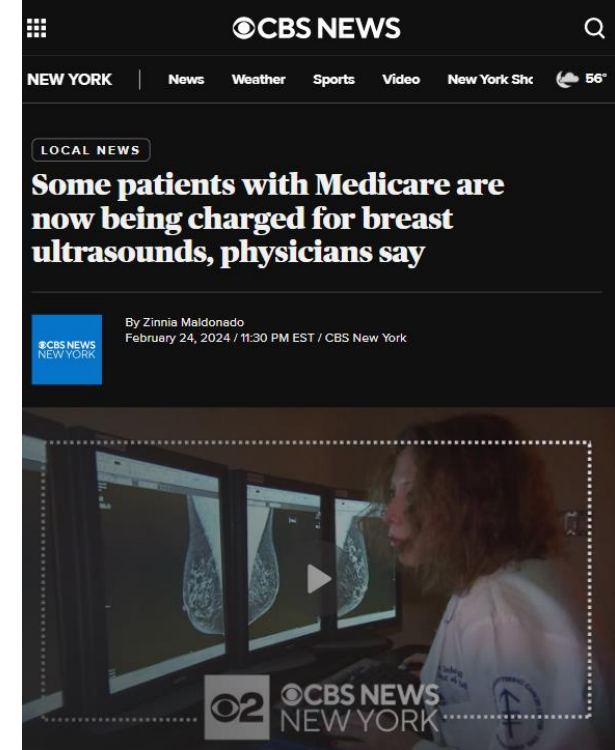 CBS NEWS
NEW YORK | News Weather Sports Video New York Sho 56°
LOCAL NEWS
Some patients with Medicare are
now being charged for breast
ultrasounds, physicians say
By Zinnia Maldonado
February 24, 2024 / 11:30 PM EST / CBS New York
CBS NEWS
NEW YORK
2 CBS NEWS
NEW YORK